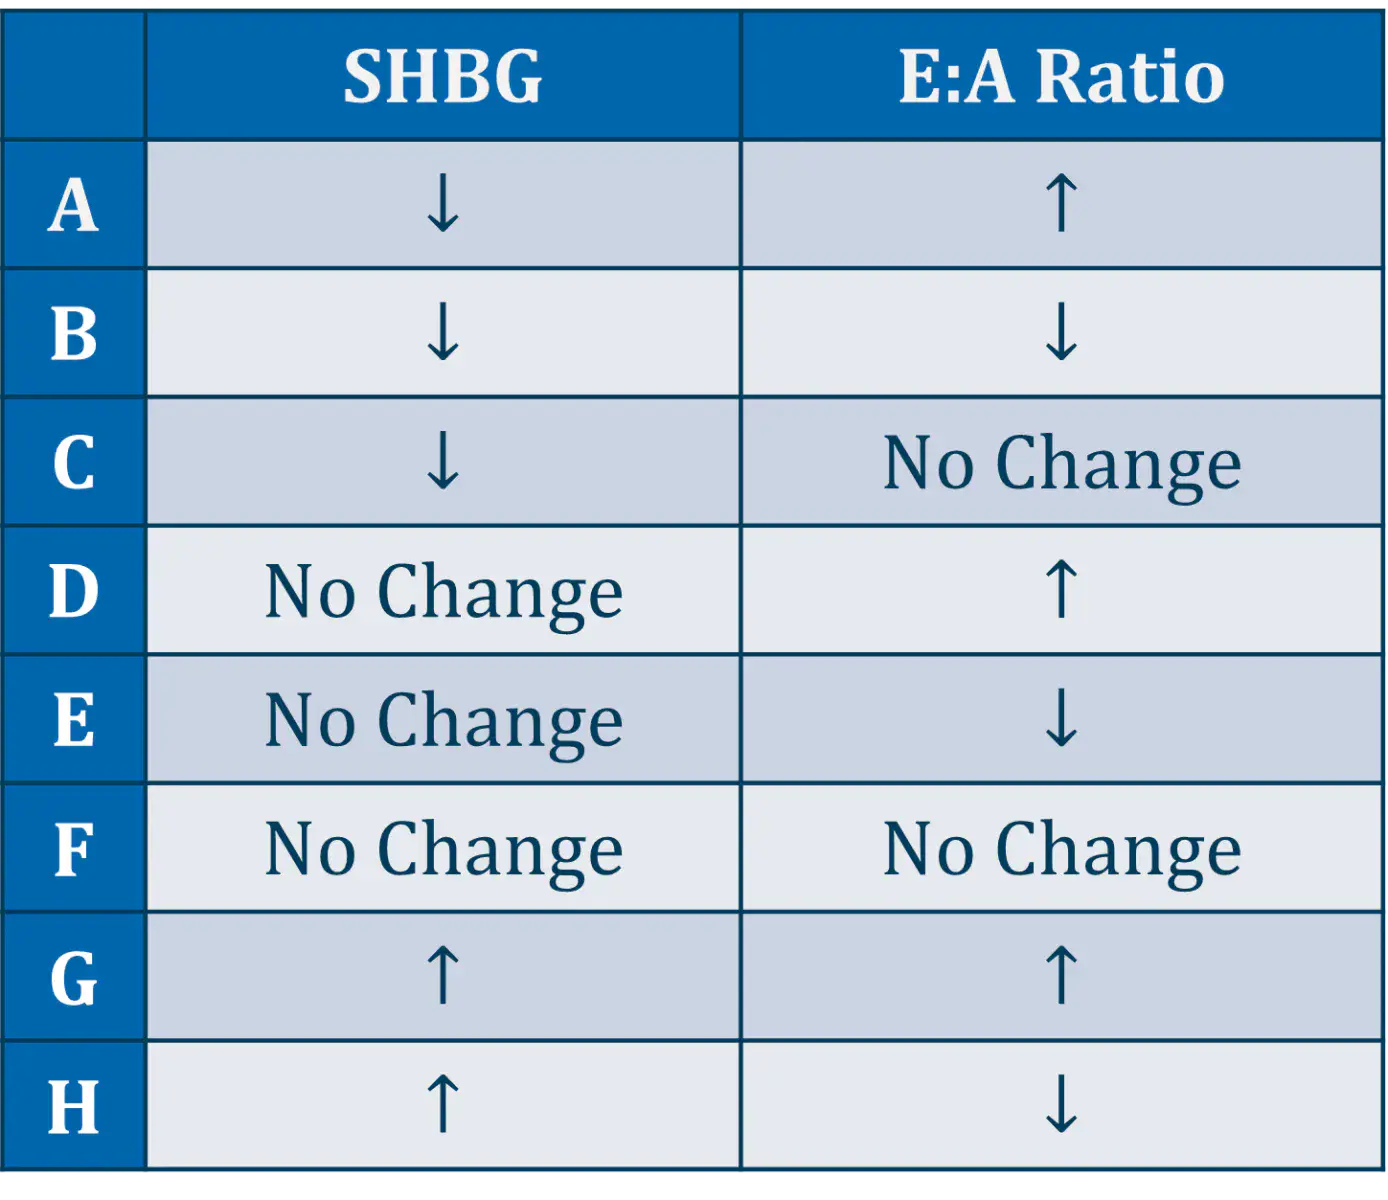 SHBG E:A Ratio
A ↓ ↑
B ↓ ↓
C ↓ No Change
D No Change ↑
E No Change ↓
F No Change No Change
G ↑ ↑
H ↑ ↓